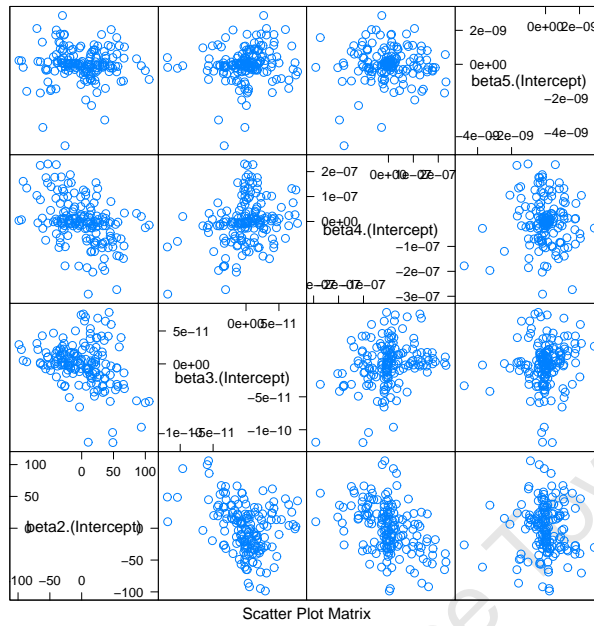 0e+00 2e-09
2e-09
0e+00
beta5.(Intercept)
-2e-09
-4e-09 -2e-09 -4e-09
2e-07 0e+00 1e-07 2e-07
1e-07
0e+00
beta4.(Intercept)
-1e-07
-2e-07
-3e-07
5e-11 0e+00 5e-11
0e+00
beta3.(Intercept)
-5e-11
-1e-10
-1e-10 -5e-11
100 0 50 100
50
0 beta2.(Intercept) 0
-50
-100 -50 0 -100
Scatter Plot Matrix